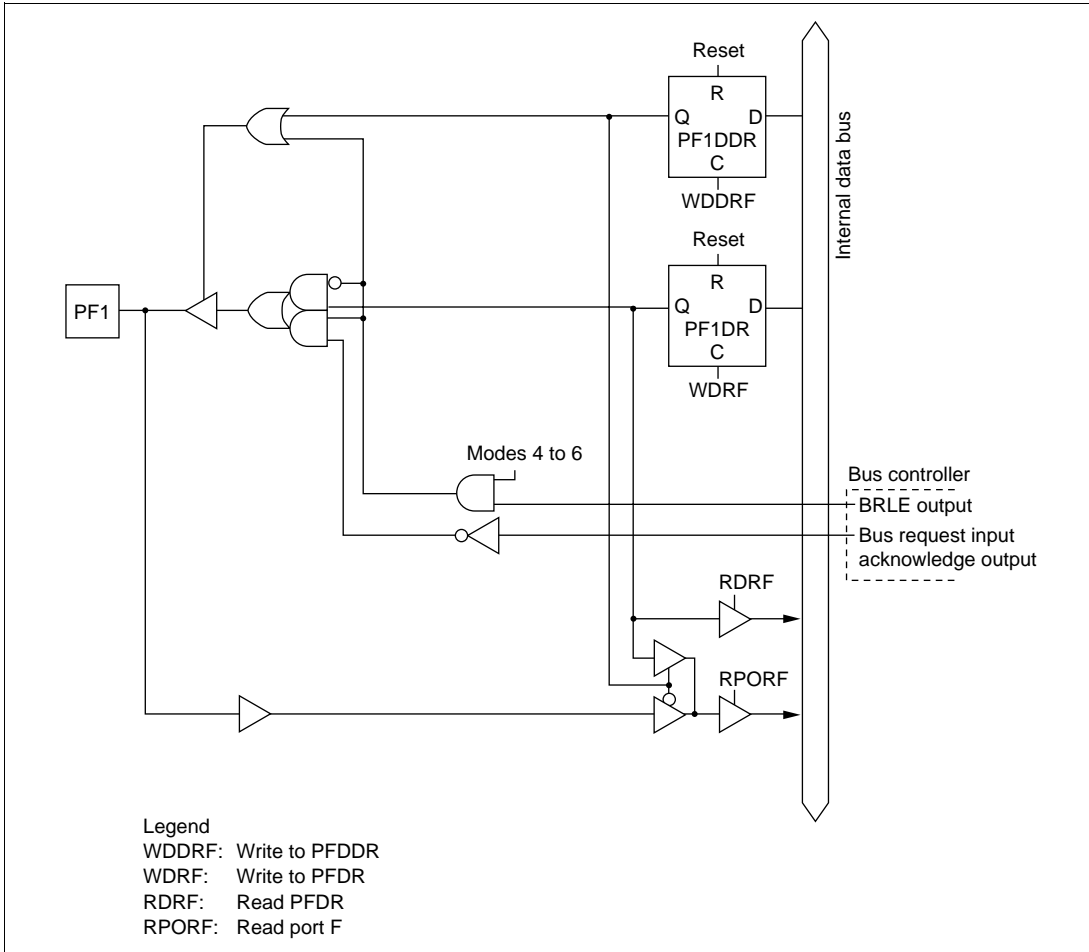 Reset
R
Q D
PF1DDR
C
WDDRF
Internal data bus
Reset
R
PF1
Q D
PF1DR
C
WDRF
Modes 4 to 6
Bus controller
BRLE output
Bus request input
acknowledge output
RDRF
RPORF
Legend
WDDRF: Write to PFDDR
WDRF: Write to PFDR
RDRF: Read PFDR
RPORF: Read port F